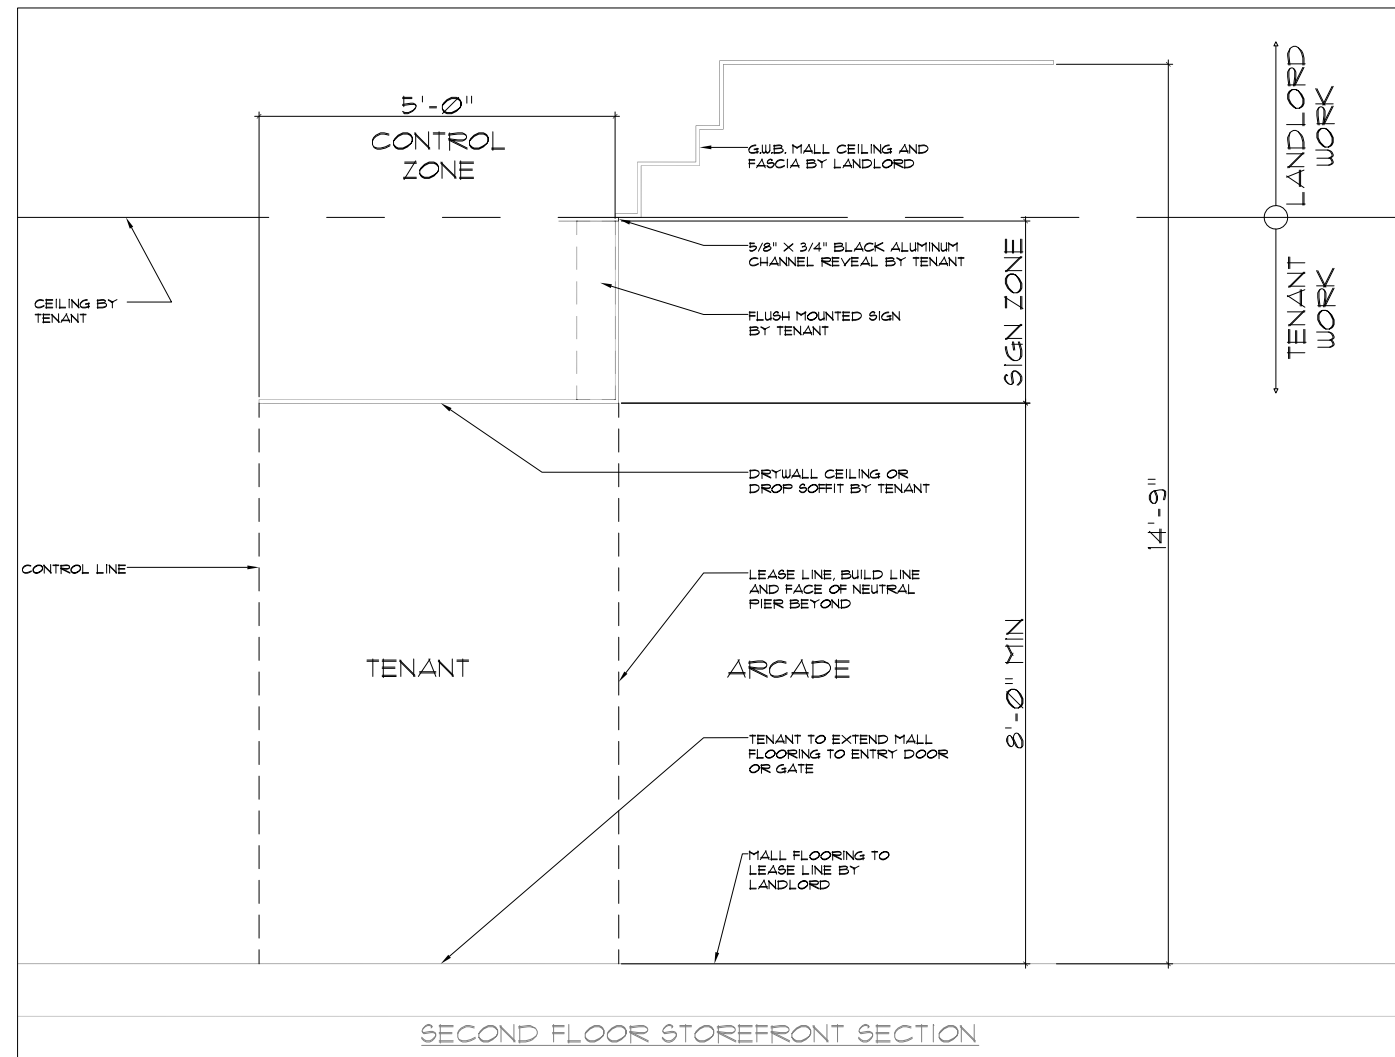 5'-0"
CONTROL
ZONE
G.W.B. MALL CEILING AND
FASCIA BY LANDLORD
LANDLORD
WORK
5/8" X 3/4" BLACK ALUMINUM
CHANNEL REVEAL BY TENANT
CEILING BY
TENANT
FLUSH MOUNTED SIGN
BY TENANT
SIGN ZONE
TENANT
WORK
DRYWALL CEILING OR
DROP SOFFIT BY TENANT
14'-9"
CONTROL LINE
LEASE LINE, BUILD LINE
AND FACE OF NEUTRAL
PIER BEYOND
TENANT
ARCADE
8'-0" MIN
TENANT TO EXTEND MALL
FLOORING TO ENTRY DOOR
OR GATE
MALL FLOORING TO
LEASE LINE BY
LANDLORD
SECOND FLOOR STOREFRONT SECTION